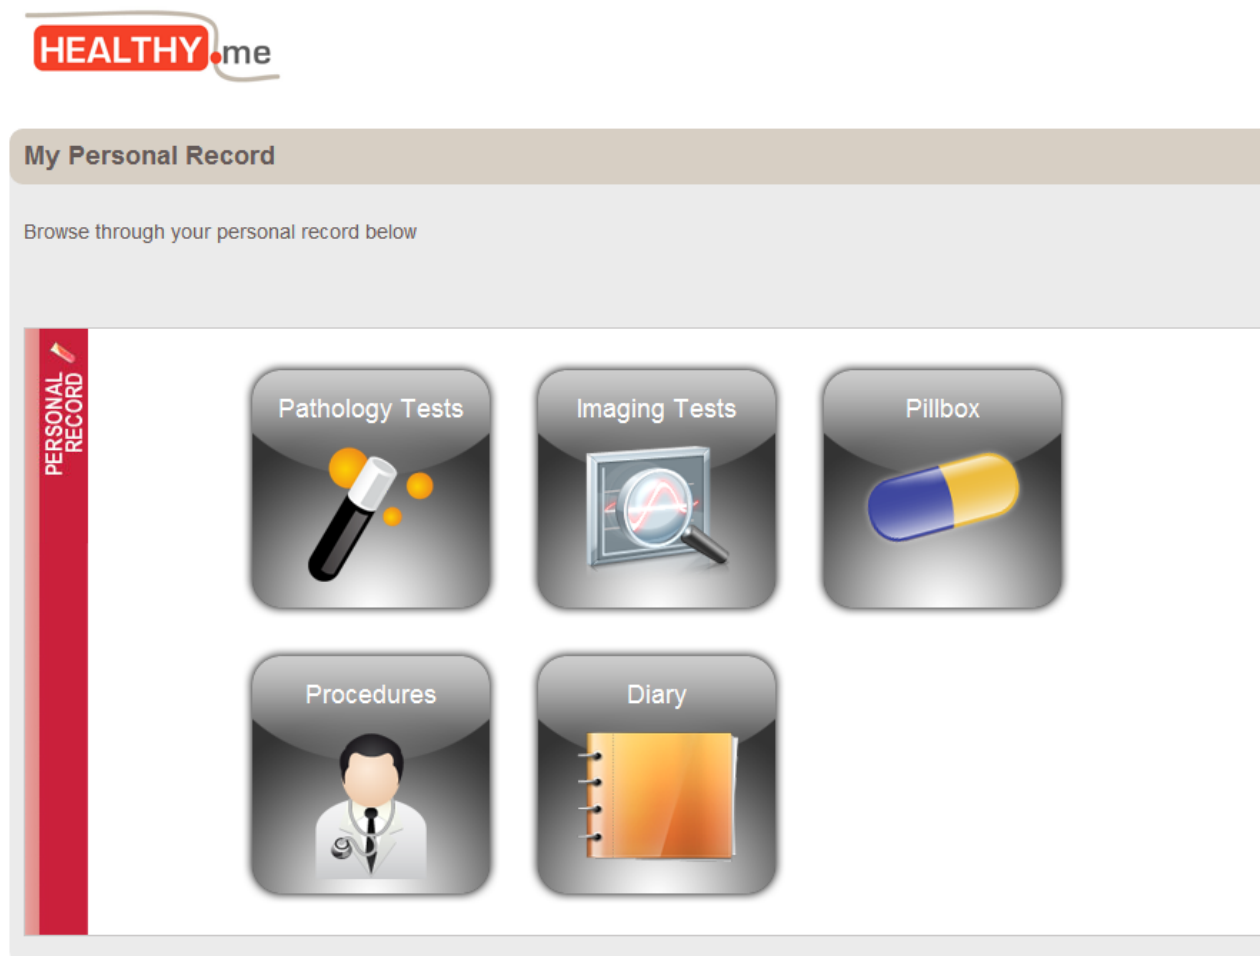 HEALTHY.me
My Personal Record
Browse through your personal record below
PERSONAL
RECORD
Pathology Tests
Imaging Tests
Pillbox
Procedures
Diary